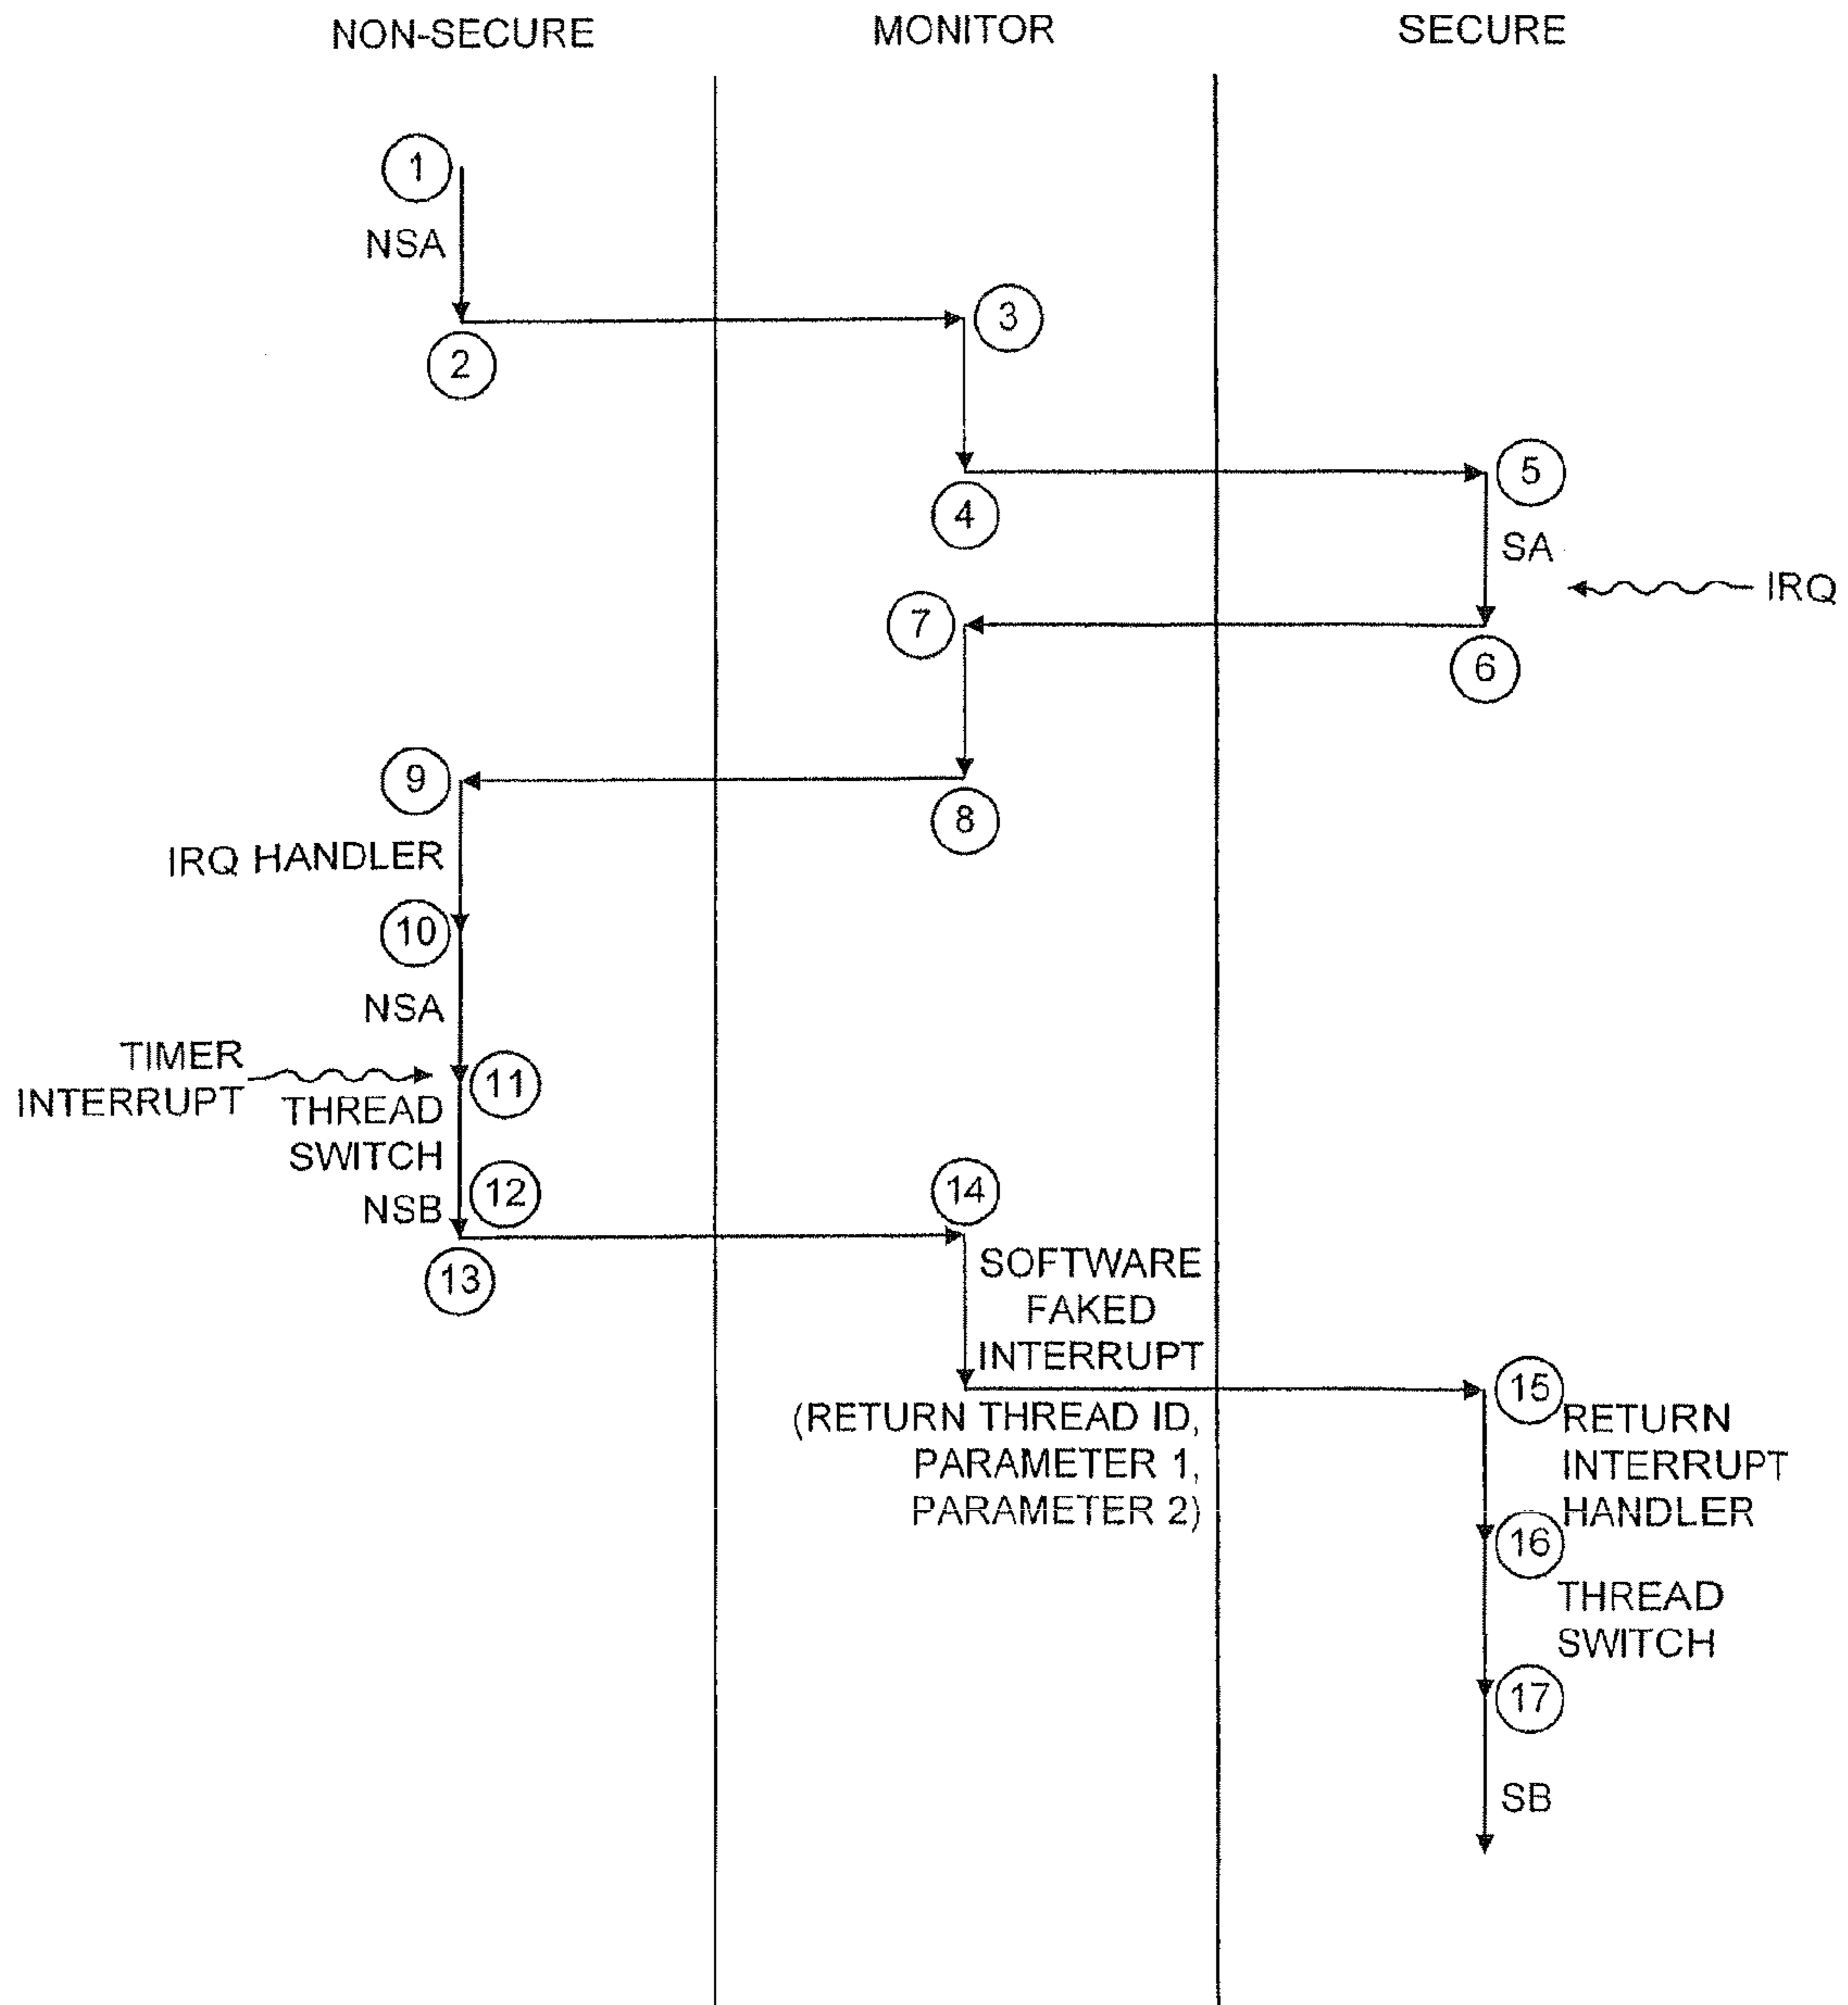 NON-SECURE
MONITOR
SECURE
1
NSA
2
3
4
5
SA
IRQ
6
7
8
9
IRQ HANDLER
10
NSA
TIMER
INTERRUPT
11
THREAD
SWITCH
12
NSB
13
14
SOFTWARE
FAKED
INTERRUPT
(RETURN THREAD ID,
PARAMETER 1,
PARAMETER 2)
15
RETURN
INTERRUPT
HANDLER
16
THREAD
SWITCH
17
SB